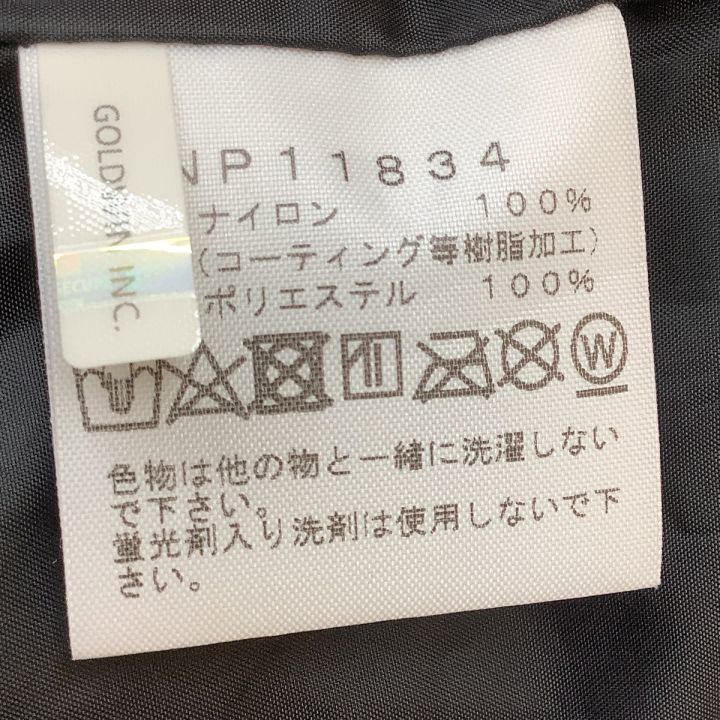 GOLDWIN INC.
NP11834
ナイロン 100%
(コーティング等樹脂加工)
ポリエステル 100%
W
色物は他の物と一緒に洗濯しない
で下さい。
蛍光剤入り洗剤は使用しないで下
さい。